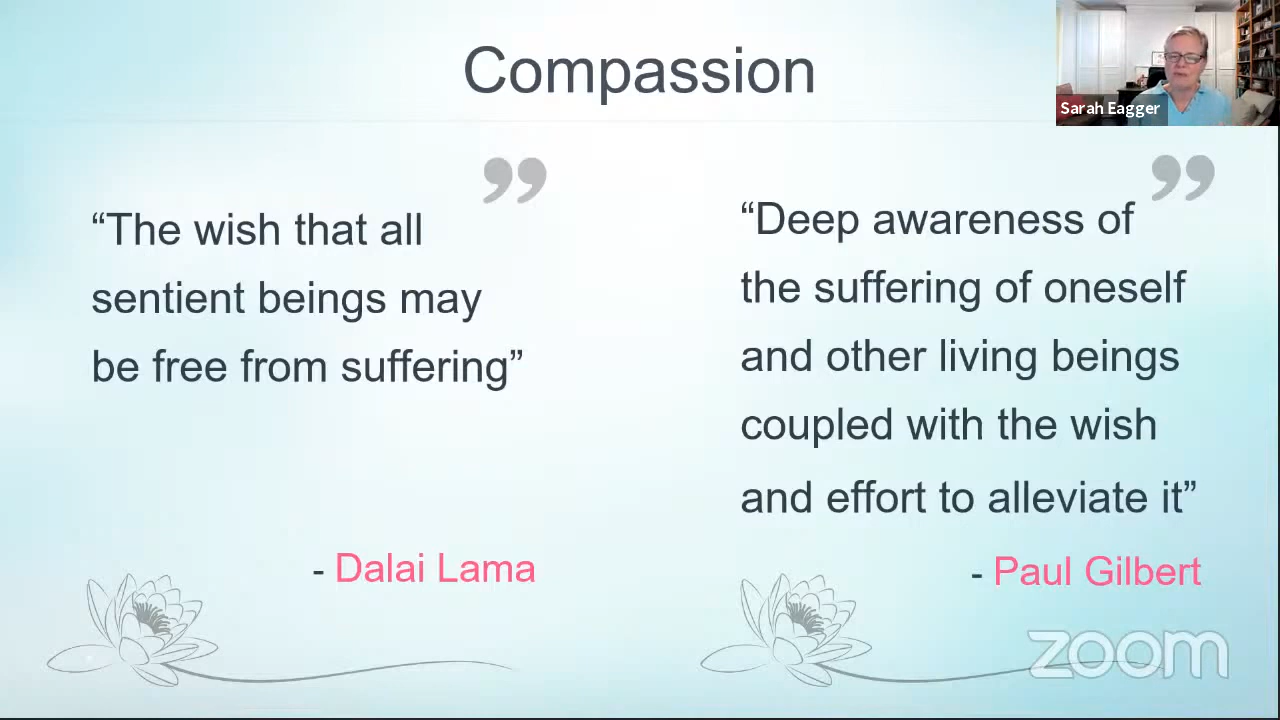 Compassion
Sarah Eagger
“The wish that all
sentient beings may
be free from suffering”
- Dalai Lama
“Deep awareness of
the suffering of oneself
and other living beings
coupled with the wish
and effort to alleviate it”
- Paul Gilbert
zoom